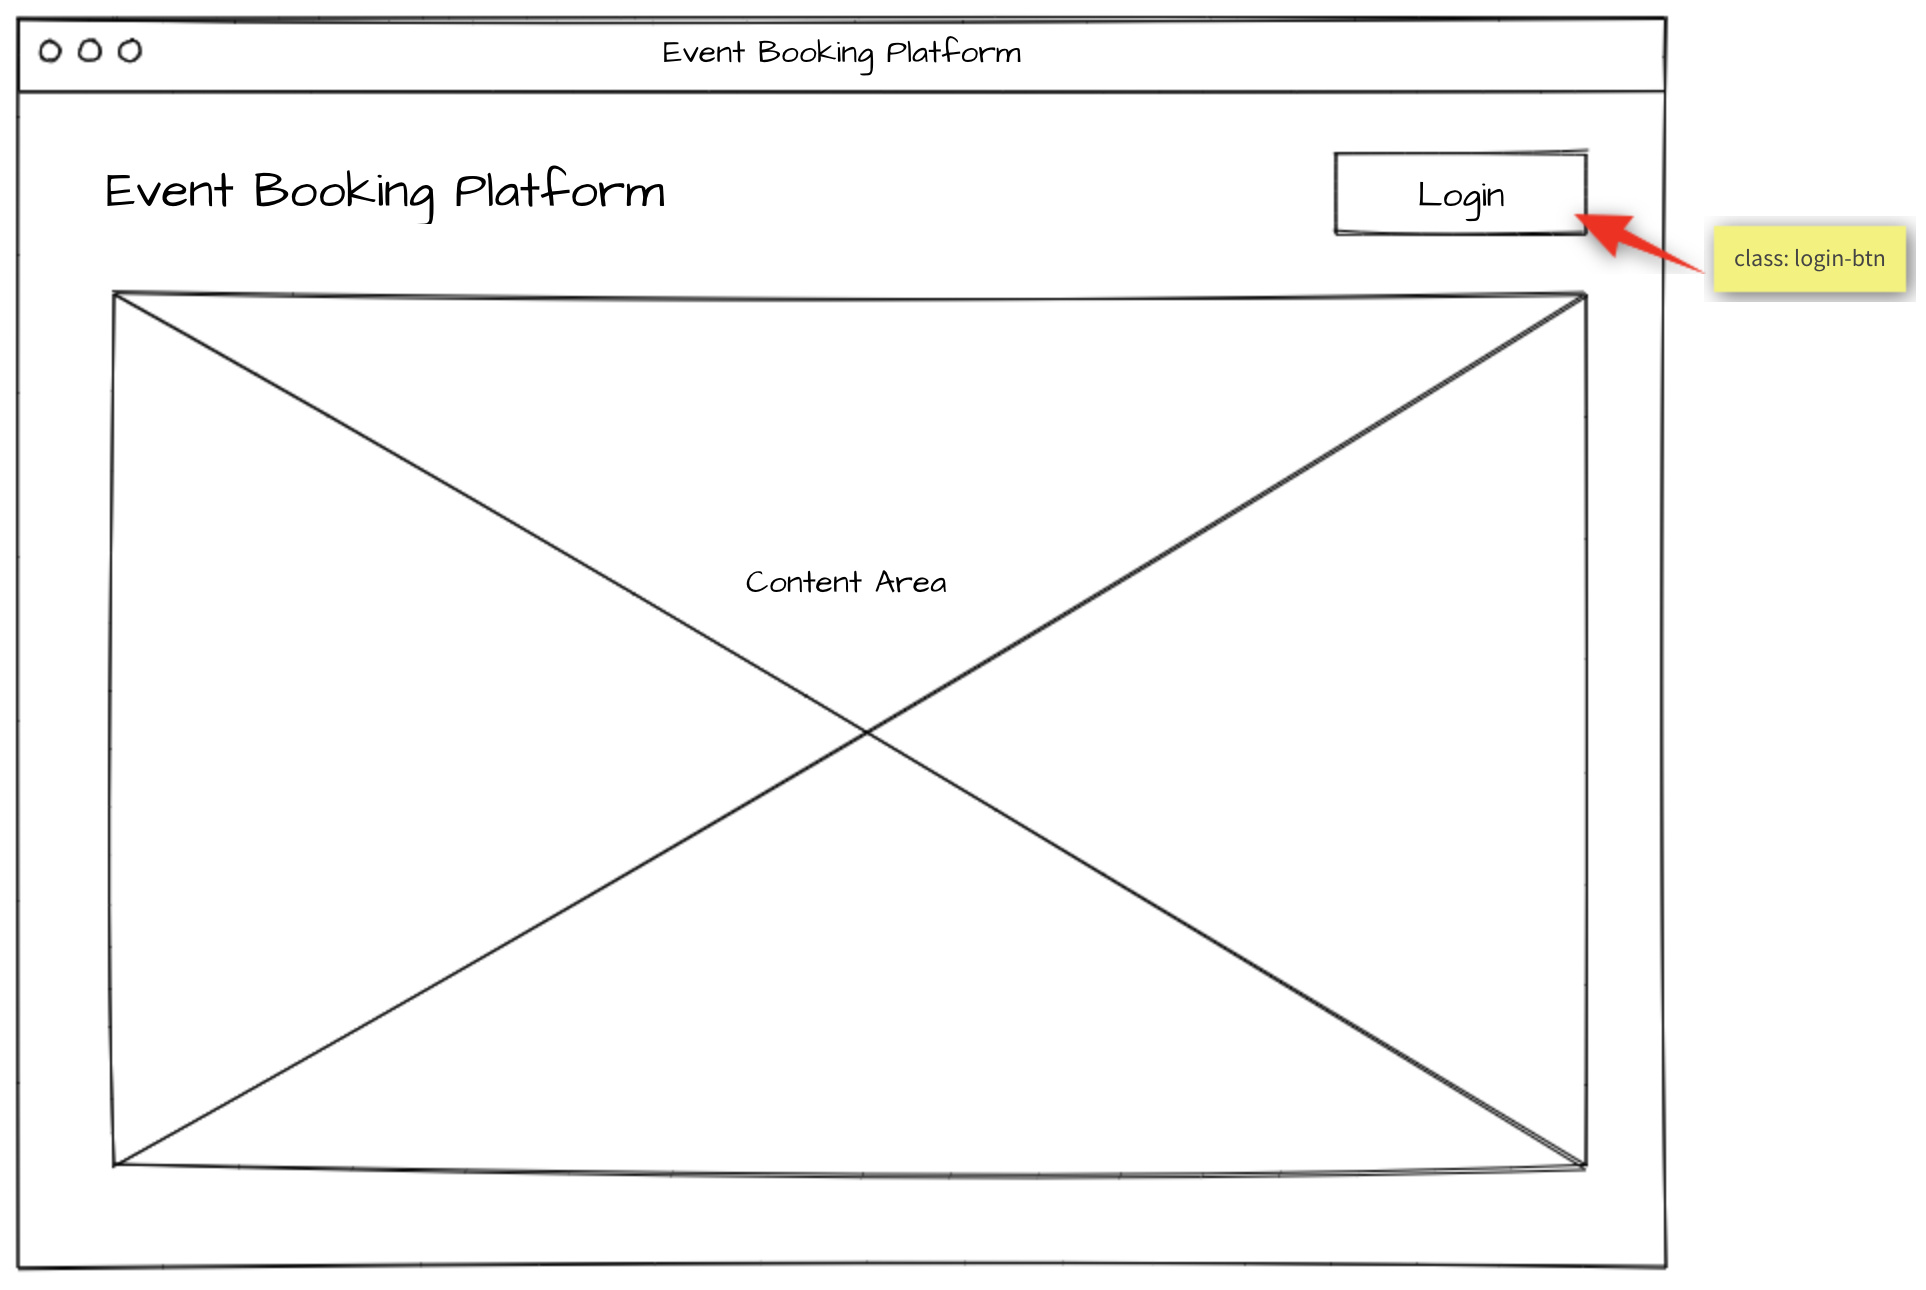 Event Booking Platform
Event Booking Platform
Login
class: login-btn
Content Area